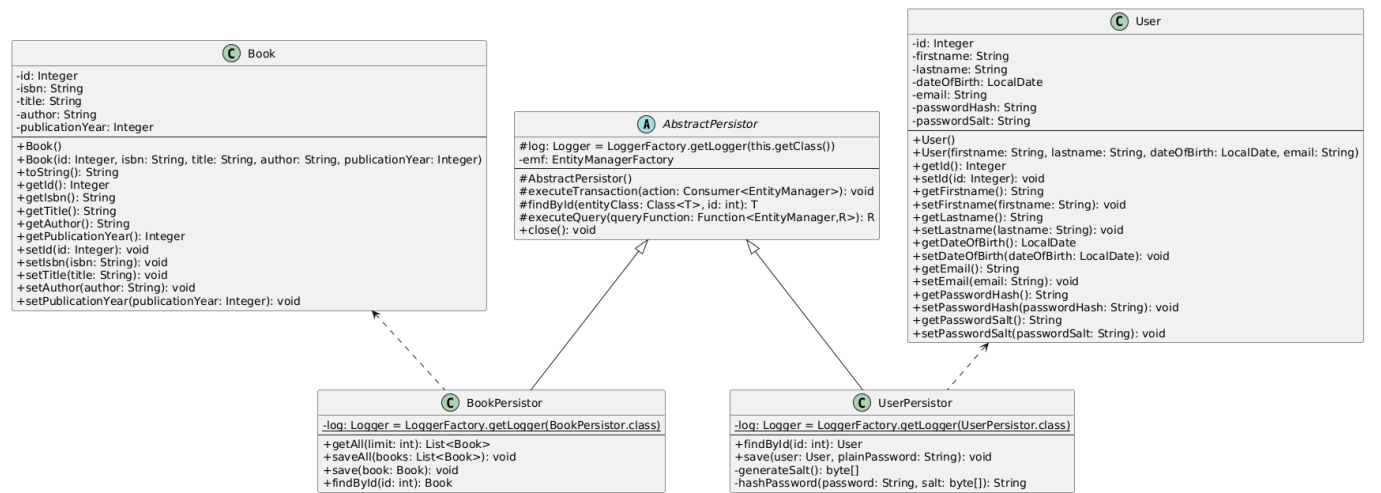 C Book
-id: Integer
-isbn: String
-title: String
-author: String
-publicationYear: Integer
+Book()
+Book(id: Integer, isbn: String, title: String, author: String, publicationYear: Integer)
+toString(): String
+getId(): Integer
+getIsbn(): String
+getTitle(): String
+getAuthor(): String
+getPublicationYear(): Integer
+setId(id: Integer): void
+setIsbn(isbn: String): void
+setTitle(title: String): void
+setAuthor(author: String): void
+setPublicationYear(publicationYear: Integer): void
A AbstractPersistor
#log: Logger = LoggerFactory.getLogger(this.getClass())
-emf: EntityManagerFactory
#AbstractPersistor()
#executeTransaction(action: Consumer<EntityManager>): void
#findById(entityClass: Class<T>, id: int): T
#executeQuery(queryFunction: Function<EntityManager,R>): R
+close(): void
C User
-id: Integer
-firstname: String
-lastname: String
-dateOfBirth: LocalDate
-email: String
-passwordHash: String
-passwordSalt: String
+User()
+User(firstname: String, lastname: String, dateOfBirth: LocalDate, email: String)
+getId(): Integer
+setId(id: Integer): void
+getFirstname(): String
+setFirstname(firstname: String): void
+getLastname(): String
+setLastname(lastname: String): void
+getDateOfBirth(): LocalDate
+setDateOfBirth(dateOfBirth: LocalDate): void
+getEmail(): String
+setEmail(email: String): void
+getPasswordHash(): String
+setPasswordHash(passwordHash: String): void
+getPasswordSalt(): String
+setPasswordSalt(passwordSalt: String): void
C BookPersistor
-log: Logger = LoggerFactory.getLogger(BookPersistor.class)
+getAll(limit: int): List<Book>
+saveAll(books: List<Book>): void
+save(book: Book): void
+findById(id: int): Book
C UserPersistor
-log: Logger = LoggerFactory.getLogger(UserPersistor.class)
+findById(id: int): User
+save(user: User, plainPassword: String): void
-generateSalt(): byte[]
-hashPassword(password: String, salt: byte[]): String